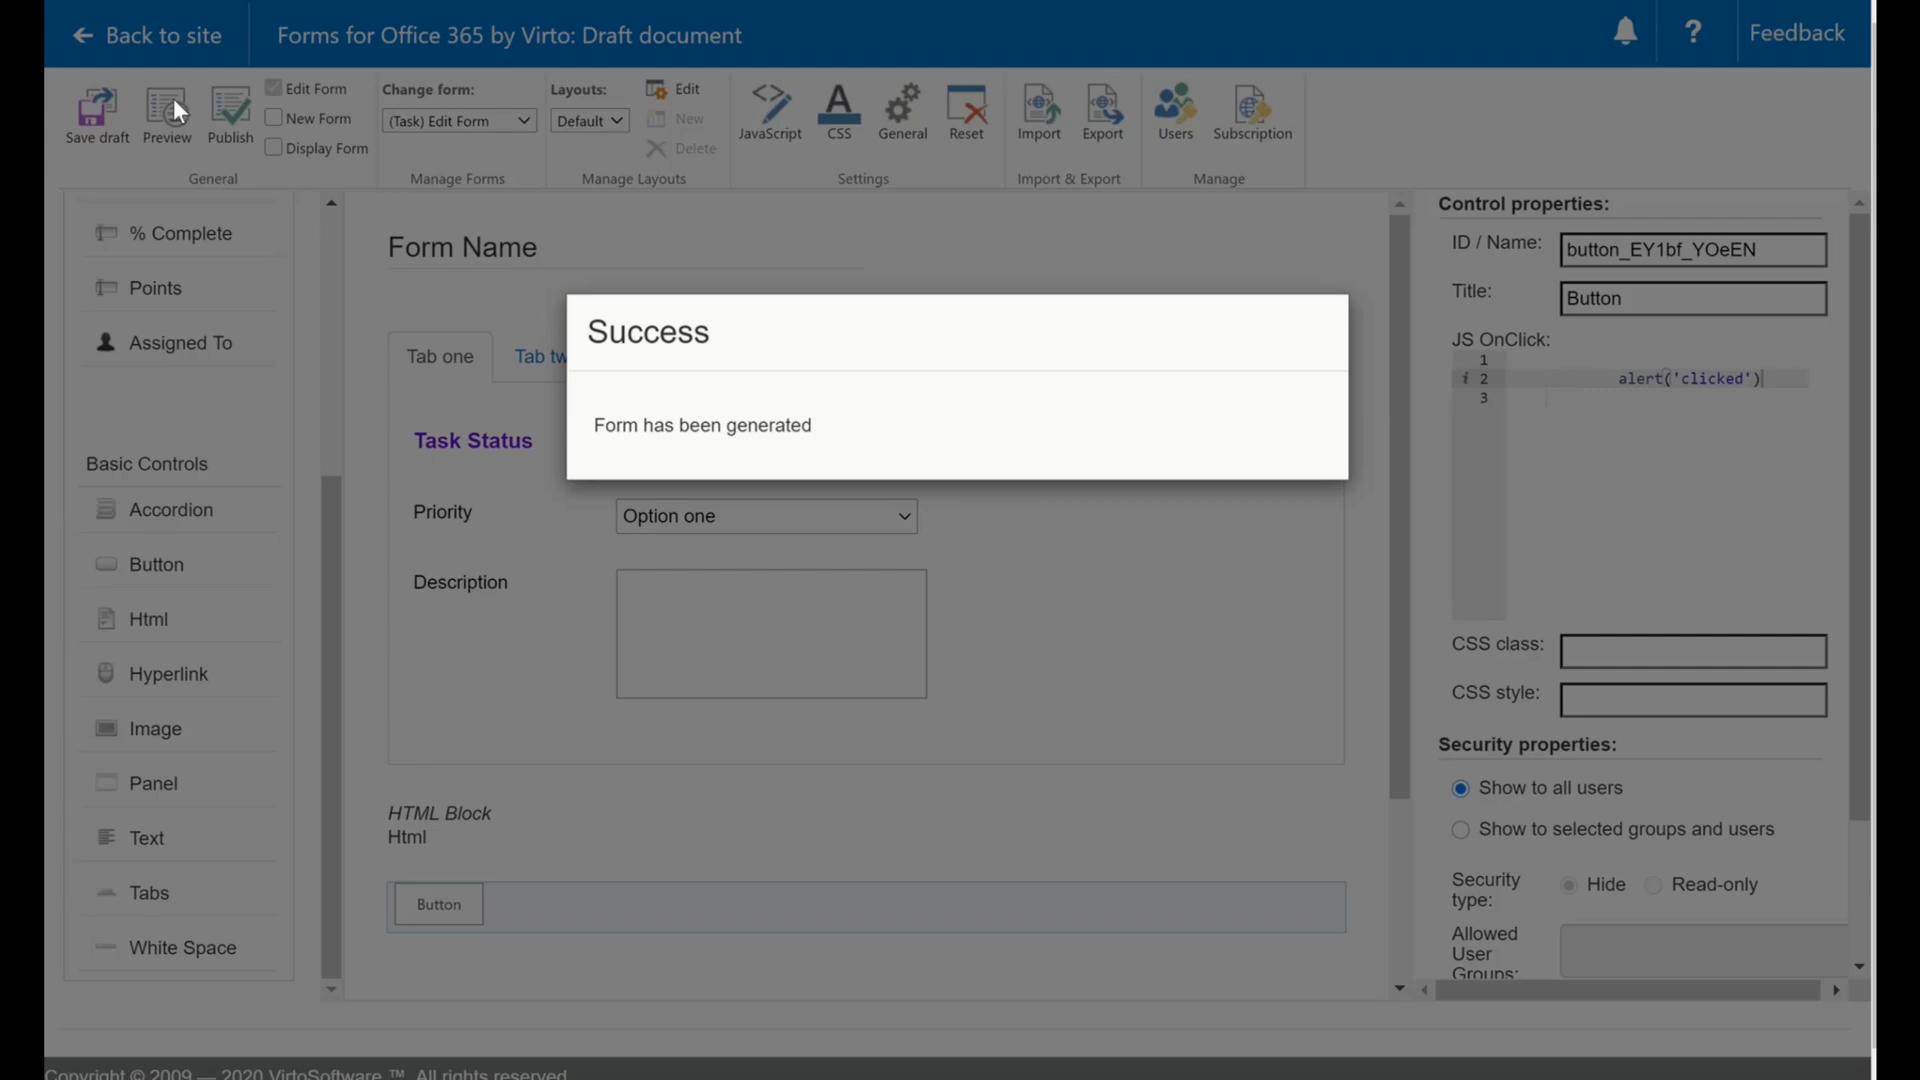 Back to site
Forms for Office 365 by Virto: Draft document
?
Feedback
Save draft
Preview
Publish
Edit Form
New Form
Display Form
General
Change form:
(Task) Edit Form
Manage Forms
Layouts:
Default
Edit
New
Delete
Manage Layouts
JavaScript
CSS
General
Reset
Settings
Import
Export
Import & Export
Users
Subscription
Manage
% Complete
Points
Assigned To
Basic Controls
Accordion
Button
Html
Hyperlink
Image
Panel
Text
Tabs
White Space
Form Name
Tab one
Tab tw
Task Status
Priority
Option one
Description
HTML Block
Html
Button
Success
Form has been generated
Control properties:
ID / Name:
button_EY1bf_YOeEN
Title:
Button
JS OnClick:
1
i 2 alert('clicked')
3
CSS class:
CSS style:
Security properties:
Show to all users
Show to selected groups and users
Security
type:
Hide
Read-only
Allowed
User
Groups:
Copyright © 2009 — 2020 VirtoSoftware ™. All rights reserved